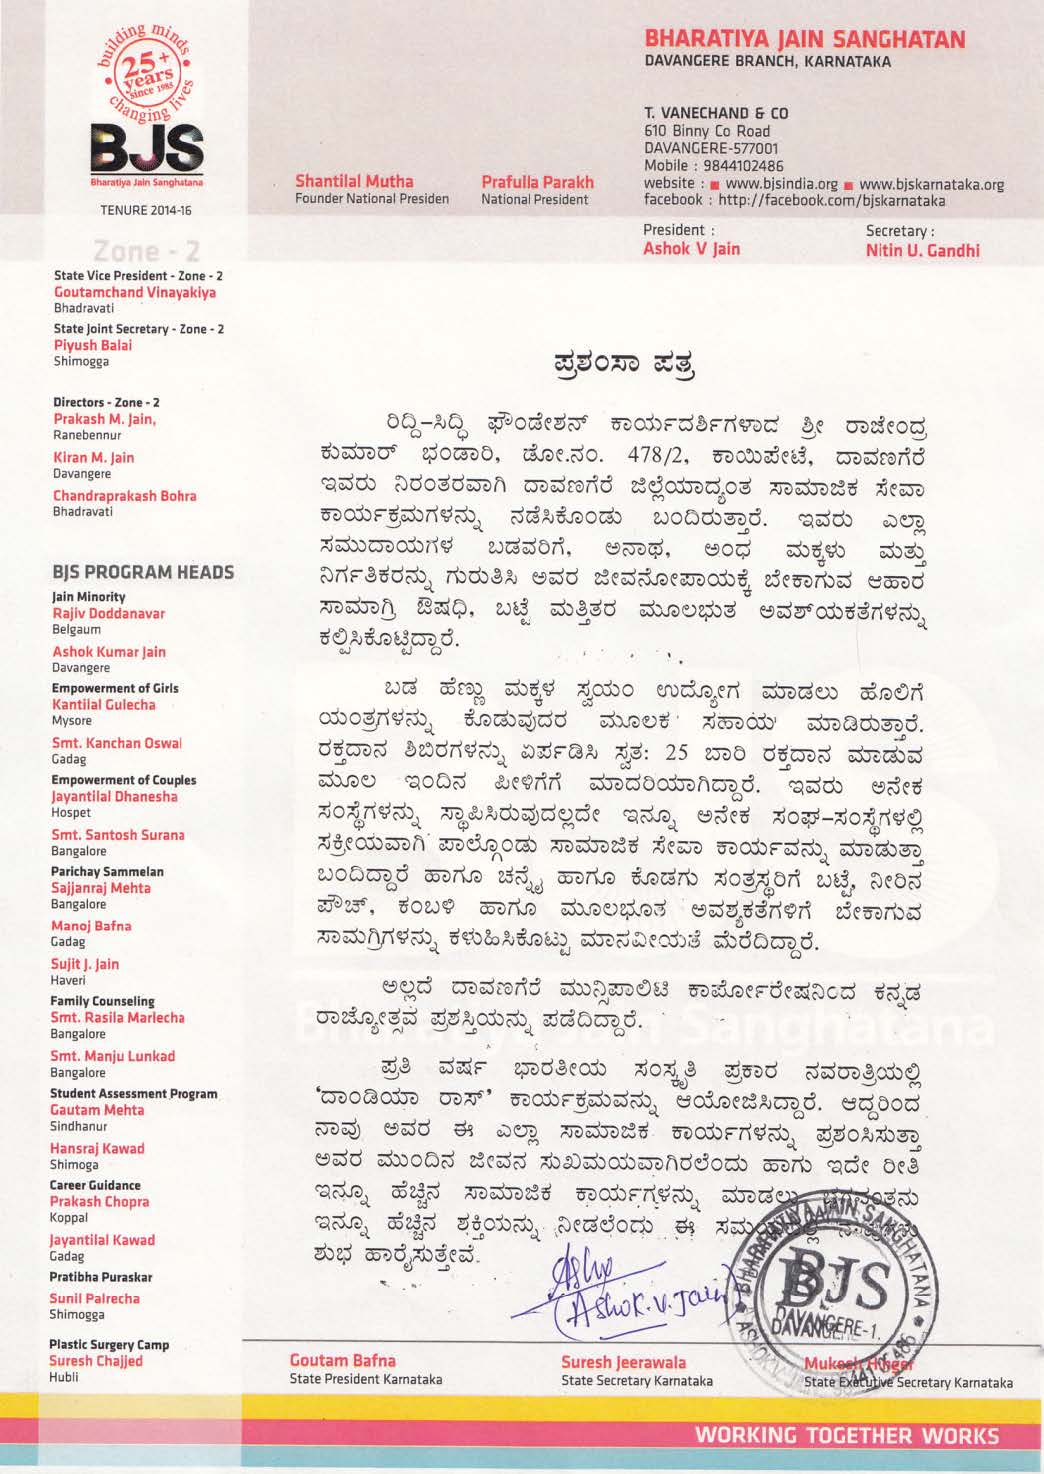 building minds
25+
years
since 1985
changing lives
BJS
Bharatiya Jain Sanghatana
TENURE 2014-16
BHARATIYA JAIN SANGHATAN
DAVANGERE BRANCH, KARNATAKA
T. VANECHAND & CO
610 Binny Co Road
DAVANGERE-577001
Mobile : 9844102486
website : www.bjsindia.org www.bjskarnataka.org
facebook : http://facebook.com/bjskarnataka
Shantilal Mutha
Founder National Presiden
Prafulla Parakh
National President
President :
Ashok V Jain
Secretary :
Nitin U. Gandhi
Zone - 2
State Vice President - Zone - 2
Goutamchand Vinayakiya
Bhadravati
State Joint Secretary - Zone - 2
Piyush Balai
Shimogga
Directors - Zone - 2
Prakash M. Jain,
Ranebennur
Kiran M. Jain
Davangere
Chandraprakash Bohra
Bhadravati
BJS PROGRAM HEADS
Jain Minority
Rajiv Doddanavar
Belgaum
Ashok Kumar Jain
Davangere
Empowerment of Girls
Kantilal Gulecha
Mysore
Smt. Kanchan Oswal
Gadag
Empowerment of Couples
Jayantilal Dhanesha
Hospet
Smt. Santosh Surana
Bangalore
Parichay Sammelan
Sajjanraj Mehta
Bangalore
Manoj Bafna
Gadag
Sujit J. Jain
Haveri
Family Counseling
Smt. Rasila Marlecha
Bangalore
Smt. Manju Lunkad
Bangalore
Student Assessment Program
Gautam Mehta
Sindhanur
Hansraj Kawad
Shimoga
Career Guidance
Prakash Chopra
Koppal
Jayantilal Kawad
Gadag
Pratibha Puraskar
Sunil Palrecha
Shimogga
Plastic Surgery Camp
Suresh Chajjed
Hubli
ಪ್ರಶಂಸಾ ಪತ್ರ
ರಿದ್ದಿ-ಸಿದ್ಧಿ ಫೌಂಡೇಶನ್ ಕಾರ್ಯದರ್ಶಿಗಳಾದ ಶ್ರೀ ರಾಜೇಂದ್ರ
ಕುಮಾರ್ ಭಂಡಾರಿ, ಡೋ.ನಂ. 478/2, ಕಾಯಿಪೇಟೆ, ದಾವಣಗೆರೆ
ಇವರು ನಿರಂತರವಾಗಿ ದಾವಣಗೆರೆ ಜಿಲ್ಲೆಯಾದ್ಯಂತ ಸಾಮಾಜಿಕ ಸೇವಾ
ಕಾರ್ಯಕ್ರಮಗಳನ್ನು ನಡೆಸಿಕೊಂಡು ಬಂದಿರುತ್ತಾರೆ. ಇವರು ಎಲ್ಲಾ
ಸಮುದಾಯಗಳ ಬಡವರಿಗೆ, ಅನಾಥ, ಅಂಧ ಮಕ್ಕಳು ಮತ್ತು
ನಿರ್ಗತಿಕರನ್ನು ಗುರುತಿಸಿ ಅವರ ಜೀವನೋಪಾಯಕ್ಕೆ ಬೇಕಾಗುವ ಆಹಾರ
ಸಾಮಾಗ್ರಿ ಔಷಧಿ, ಬಟ್ಟೆ ಮತ್ತಿತರ ಮೂಲಭುತ ಅವಶ್‌ಯಕತೆಗಳನ್ನು
ಕಲ್ಪಿಸಿಕೊಟ್ಟಿದ್ದಾರೆ.
ಬಡ ಹೆಣ್ಣು ಮಕ್ಕಳ ಸ್ವಯಂ ಉದ್ಯೋಗ ಮಾಡಲು ಹೊಲಿಗೆ
ಯಂತ್ರಗಳನ್ನು ಕೊಡುವುದರ ಮೂಲಕ ಸಹಾಯ ಮಾಡಿರುತ್ತಾರೆ.
ರಕ್ತದಾನ ಶಿಬಿರಗಳನ್ನು ಏರ್ಪಡಿಸಿ ಸ್ವತ: 25 ಬಾರಿ ರಕ್ತದಾನ ಮಾಡುವ
ಮೂಲ ಇಂದಿನ ಪೀಳಿಗೆಗೆ ಮಾದರಿಯಾಗಿದ್ದಾರೆ. ಇವರು ಅನೇಕ
ಸಂಸ್ಥೆಗಳನ್ನು ಸ್ಥಾಪಿಸಿರುವುದಲ್ಲದೇ ಇನ್ನೂ ಅನೇಕ ಸಂಘ-ಸಂಸ್ಥೆಗಳಲ್ಲಿ
ಸಕ್ರೀಯವಾಗಿ ಪಾಲ್ಗೊಂಡು ಸಾಮಾಜಿಕ ಸೇವಾ ಕಾರ್ಯವನ್ನು ಮಾಡುತ್ತಾ
ಬಂದಿದ್ದಾರೆ ಹಾಗೂ ಚನ್ನೈ ಹಾಗೂ ಕೊಡಗು ಸಂತ್ರಸ್ಥರಿಗೆ ಬಟ್ಟೆ, ನೀರಿನ
ಪೌಚ್, ಕಂಬಳಿ ಹಾಗೂ ಮೂಲಭೂತ ಅವಶ್ಯಕತೆಗಳಿಗೆ ಬೇಕಾಗುವ
ಸಾಮಗ್ರಿಗಳನ್ನು ಕಳುಹಿಸಿಕೊಟ್ಟು ಮಾನವೀಯತೆ ಮೆರೆದಿದ್ದಾರೆ.
ಅಲ್ಲದೆ ದಾವಣಗೆರೆ ಮುನ್ಸಿಪಾಲಿಟಿ ಕಾರ್ಪೋರೇಷನಿಂದ ಕನ್ನಡ
ರಾಜ್ಯೋತ್ಸವ ಪ್ರಶಸ್ತಿಯನ್ನು ಪಡೆದಿದ್ದಾರೆ.
ಪ್ರತಿ ವರ್ಷ ಭಾರತೀಯ ಸಂಸ್ಕೃತಿ ಪ್ರಕಾರ ನವರಾತ್ರಿಯಲ್ಲಿ
'ದಾಂಡಿಯಾ ರಾಸ್' ಕಾರ್ಯಕ್ರಮವನ್ನು ಆಯೋಜಿಸಿದ್ದಾರೆ. ಆದ್ದರಿಂದ
ನಾವು ಅವರ ಈ ಎಲ್ಲಾ ಸಾಮಾಜಿಕ ಕಾರ್ಯಗಳನ್ನು ಪ್ರಶಂಸಿಸುತ್ತಾ
ಅವರ ಮುಂದಿನ ಜೀವನ ಸುಖಮಯವಾಗಿರಲೆಂದು ಹಾಗು ಇದೇ ರೀತಿ
ಇನ್ನೂ ಹೆಚ್ಚಿನ ಸಾಮಾಜಿಕ ಕಾರ್ಯಗಳನ್ನು ಮಾಡಲು ಭಗವಂತನು
ಇನ್ನೂ ಹೆಚ್ಚಿನ ಶಕ್ತಿಯನ್ನು ನೀಡಲೆಂದು ಈ
ಶುಭ ಹಾರೈಸುತ್ತೇವೆ.
(Ashok.V.Jain)
BHARATIYA JAIN SANGHATANA
BJS
DAVANGERE-1.
Goutam Bafna
State President Karnataka
Suresh Jeerawala
State Secretary Karnataka
Mukesh Hinger
State Executive Secretary Karnataka
WORKING TOGETHER WORKS